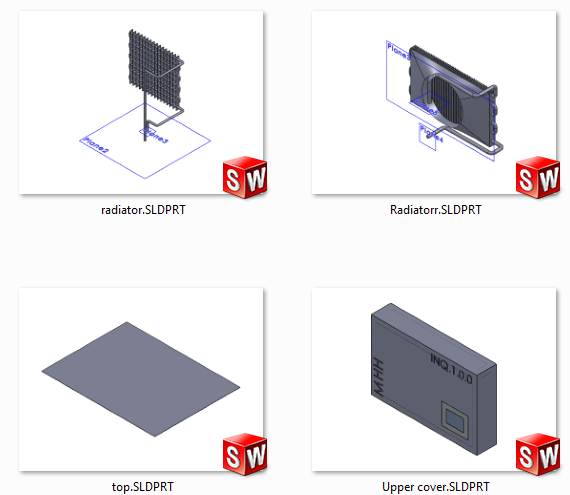 Plane2
Plane3
SW
radiator.SLDPRT
Plane4
SW
Radiatorr.SLDPRT
SW
top.SLDPRT
MHH
INQ.1.0.0
SW
Upper cover.SLDPRT